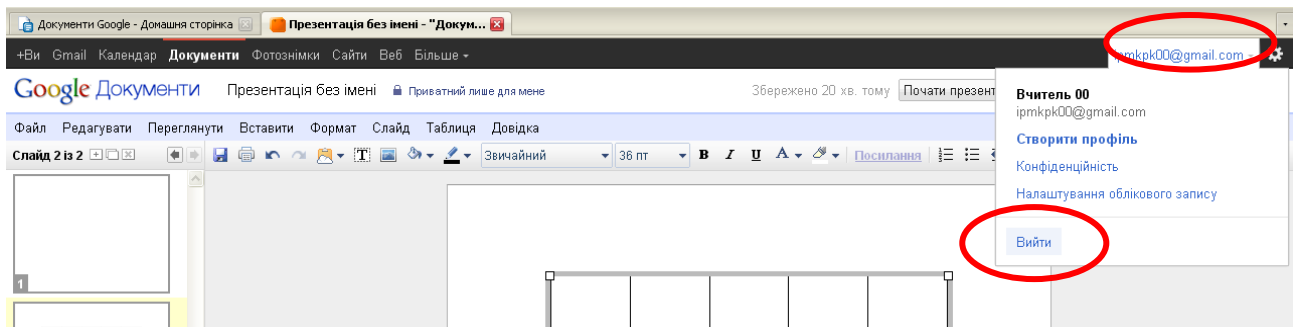 Документи Google - Домашня сторінка
Презентація без імені - "Докум...
+Ви Gmail Календар Документи Фотознімки Сайти Веб Більше
ipmkpk00@gmail.com
Google Документи Презентація без імені Приватний лише для мене Збережено 20 хв. тому Почати презент
Вчитель 00
ipmkpk00@gmail.com
Файл Редагувати Переглянути Вставити Формат Слайд Таблиця Довідка
Створити профіль
Слайд 2 із 2 Звичайний 36 пт B I U A Посилання
Конфіденційність
Налаштування облікового запису
Вийти
1